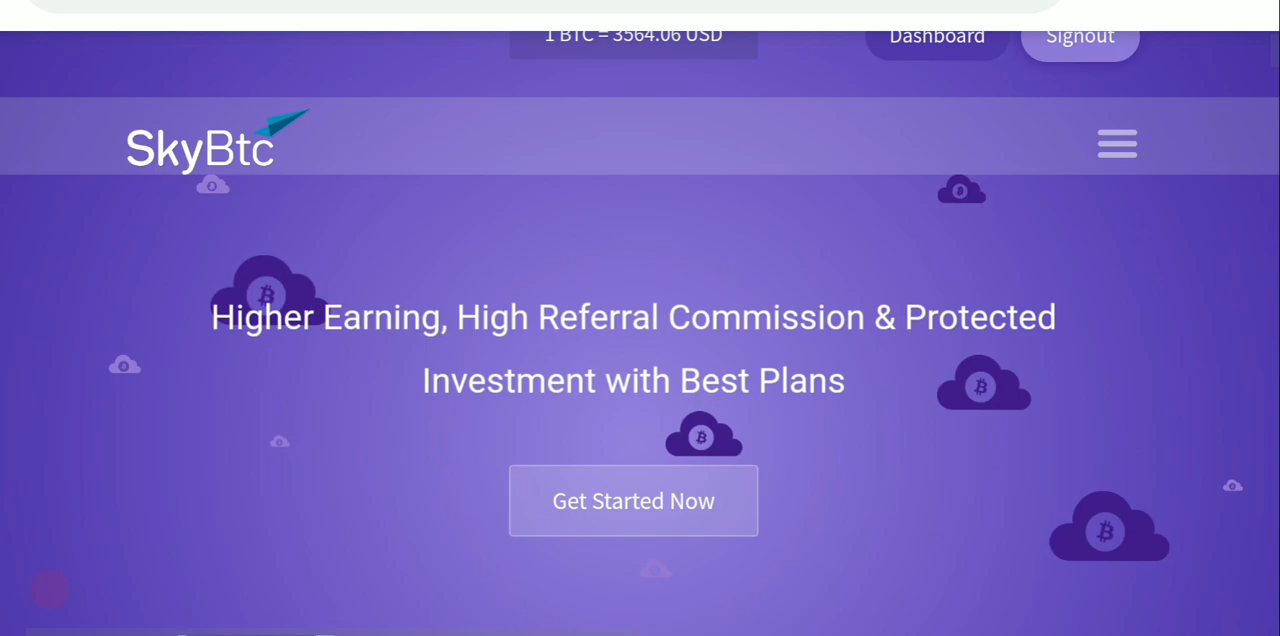 1 BTC = 3564.06 USD
Dashboard
Signout
SkyBtc
Higher Earning, High Referral Commission & Protected
Investment with Best Plans
Get Started Now